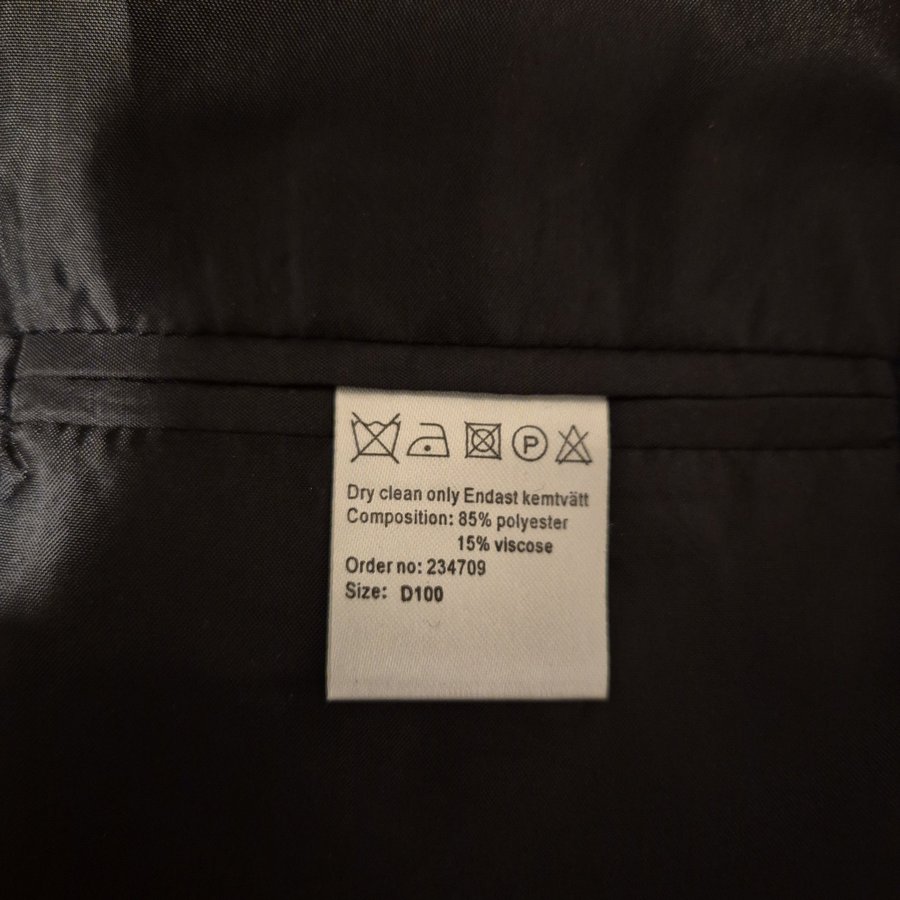 P
Dry clean only Endast kemtvätt
Composition: 85% polyester
15% viscose
Order no: 234709
Size: D100